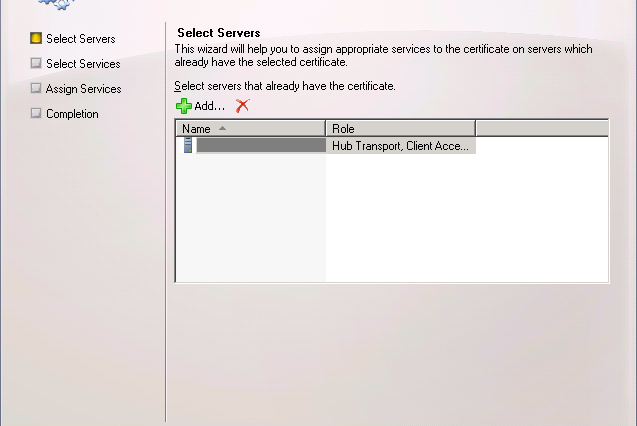 Select Servers
Select Services
Assign Services
Completion
Select Servers
This wizard will help you to assign appropriate services to the certificate on servers which
already have the selected certificate.
Select servers that already have the certificate.
Add...
Name
Role
Hub Transport, Client Acce...